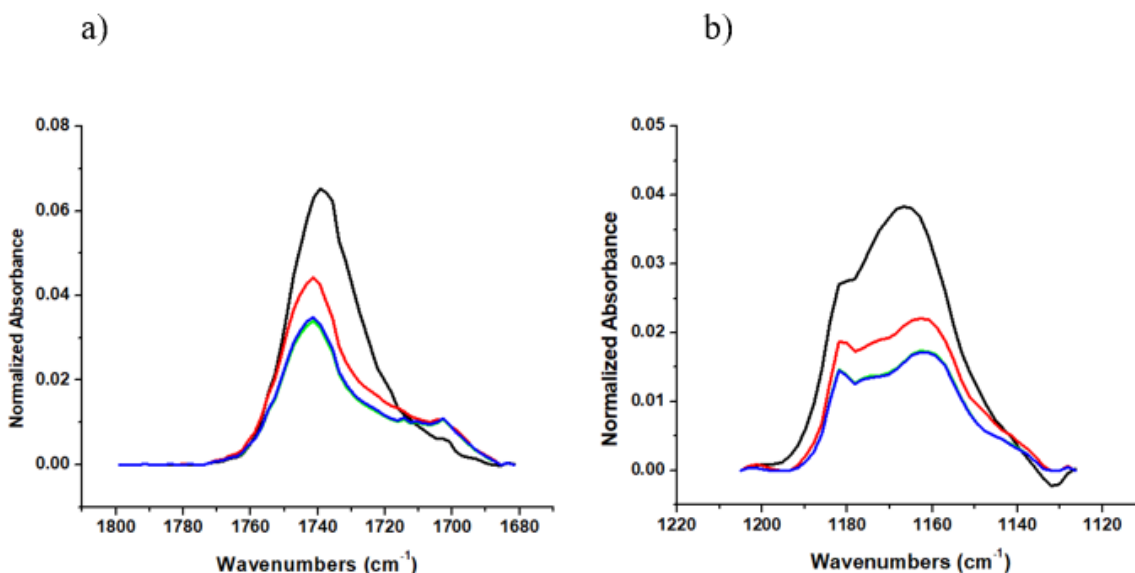 a)
b)
0.08
0.06
0.04
0.02
0.00
Normalized Absorbance
1800 1780 1760 1740 1720 1700 1680
Wavenumbers (cm⁻¹)
0.05
0.04
0.03
0.02
0.01
0.00
Normalized Absorbance
1220 1200 1180 1160 1140 1120
Wavenumbers (cm⁻¹)